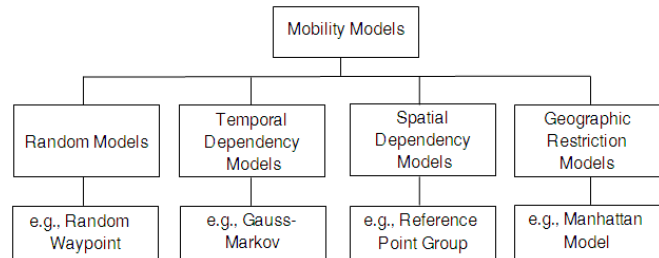 Mobility Models
Random Models
Temporal
Dependency
Models
Spatial
Dependency
Models
Geographic
Restriction
Models
e.g., Random
Waypoint
e.g., Gauss-
Markov
e.g., Reference
Point Group
e.g., Manhattan
Model